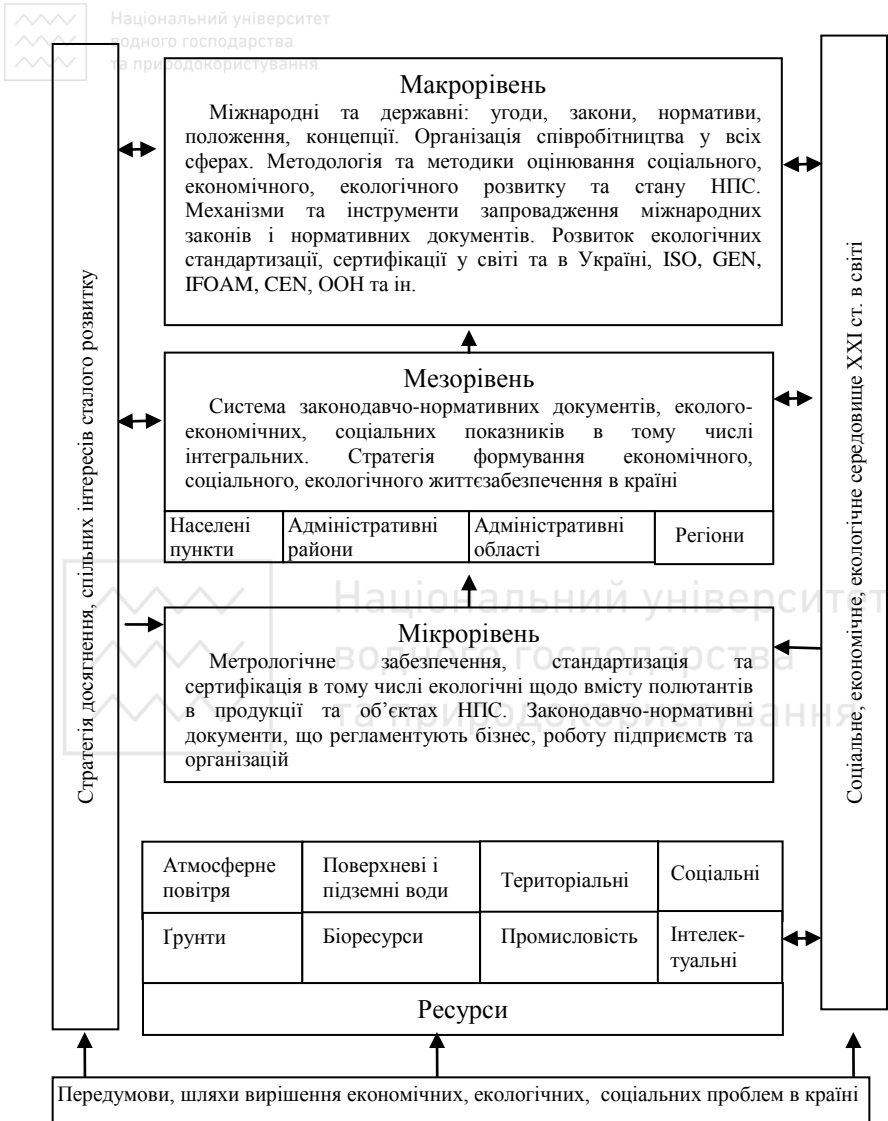 Національний університет
водного господарства
та природокористування
Макрорівень
Міжнародні та державні: угоди, закони, нормативи,
положення, концепції. Організація співробітництва у всіх
сферах. Методологія та методики оцінювання соціального,
економічного, екологічного розвитку та стану НПС.
Механізми та інструменти запровадження міжнародних
законів і нормативних документів. Розвиток екологічних
стандартизації, сертифікації у світі та в Україні, ISO, GEN,
IFOAM, CEN, ООН та ін.
Мезорівень
Система законодавчо-нормативних документів, еколого-
економічних, соціальних показників в тому числі
інтегральних. Стратегія формування економічного,
соціального, екологічного життєзабезпечення в країні
Населені
пункти
Адміністративні
райони
Адміністративні
області
Регіони
Національний університет
водного господарства
та природокористування
Мікрорівень
Метрологічне забезпечення, стандартизація та
сертифікація в тому числі екологічні щодо вмісту полютантів
в продукції та об’єктах НПС. Законодавчо-нормативні
документи, що регламентують бізнес, роботу підприємств та
організацій
Стратегія досягнення, спільних інтересів сталого розвитку
Соціальне, економічне, екологічне середовище XXI ст. в світі
Атмосферне
повітря
Поверхневі і
підземні води
Територіальні
Соціальні
Ґрунти
Біоресурси
Промисловість
Інтелек-
туальні
Ресурси
Передумови, шляхи вирішення економічних, екологічних, соціальних проблем в країні